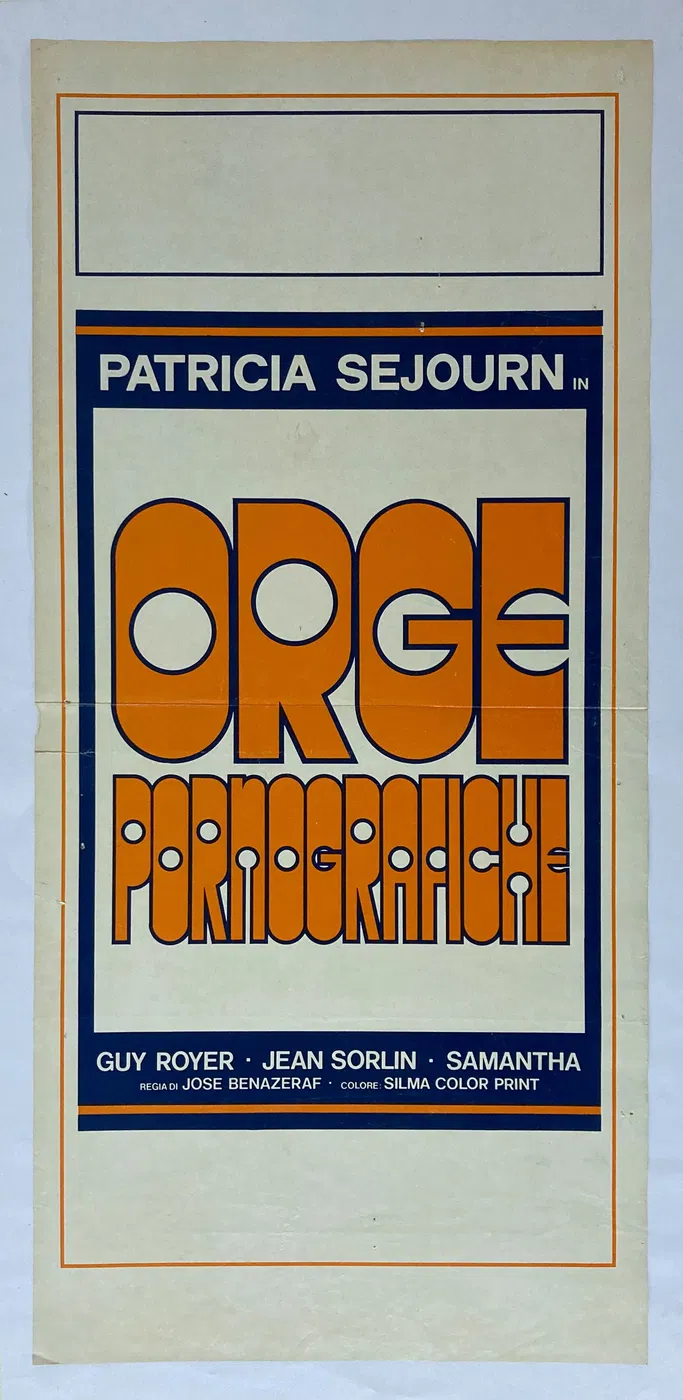 PATRICIA SEJOURN IN
ORGE
PORNOGRAFICHE
GUY ROYER · JEAN SORLIN · SAMANTHA
REGIA DI JOSE BENAZERAF · COLORE: SILMA COLOR PRINT